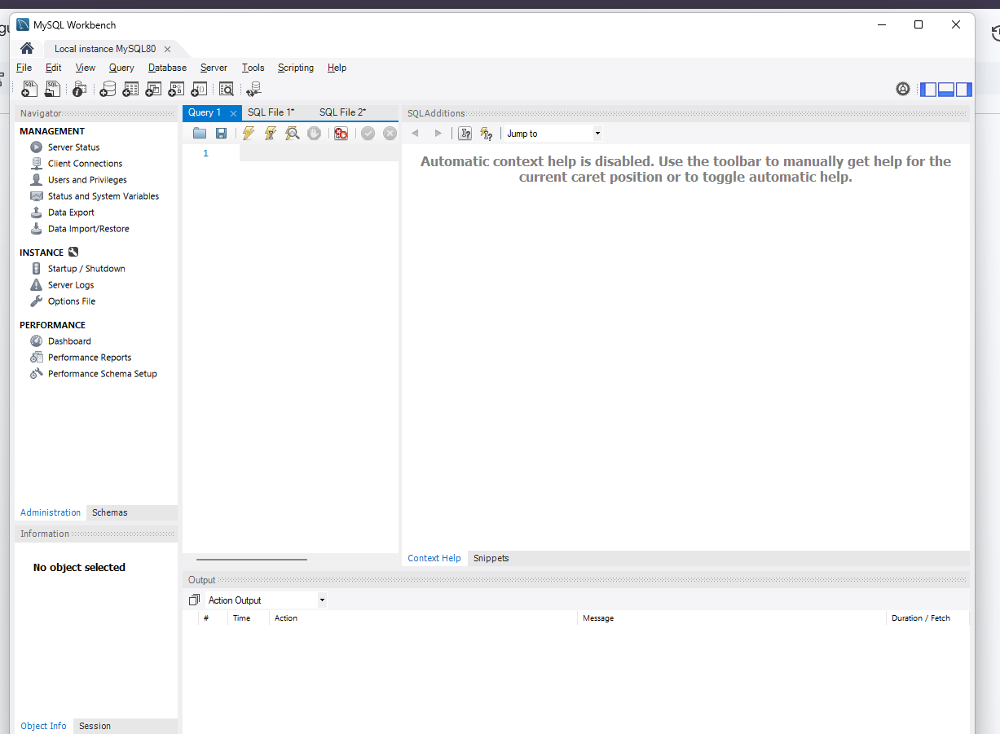 MySQL Workbench
Local instance MySQL80
File Edit View Query Database Server Tools Scripting Help
Navigator
MANAGEMENT
Server Status
Client Connections
Users and Privileges
Status and System Variables
Data Export
Data Import/Restore
INSTANCE
Startup / Shutdown
Server Logs
Options File
PERFORMANCE
Dashboard
Performance Reports
Performance Schema Setup
Administration Schemas
Information
No object selected
Object Info Session
Query 1 SQL File 1* SQL File 2*
1
SQLAdditions
Jump to
Automatic context help is disabled. Use the toolbar to manually get help for the
current caret position or to toggle automatic help.
Context Help Snippets
Output
Action Output
# Time Action Message Duration / Fetch